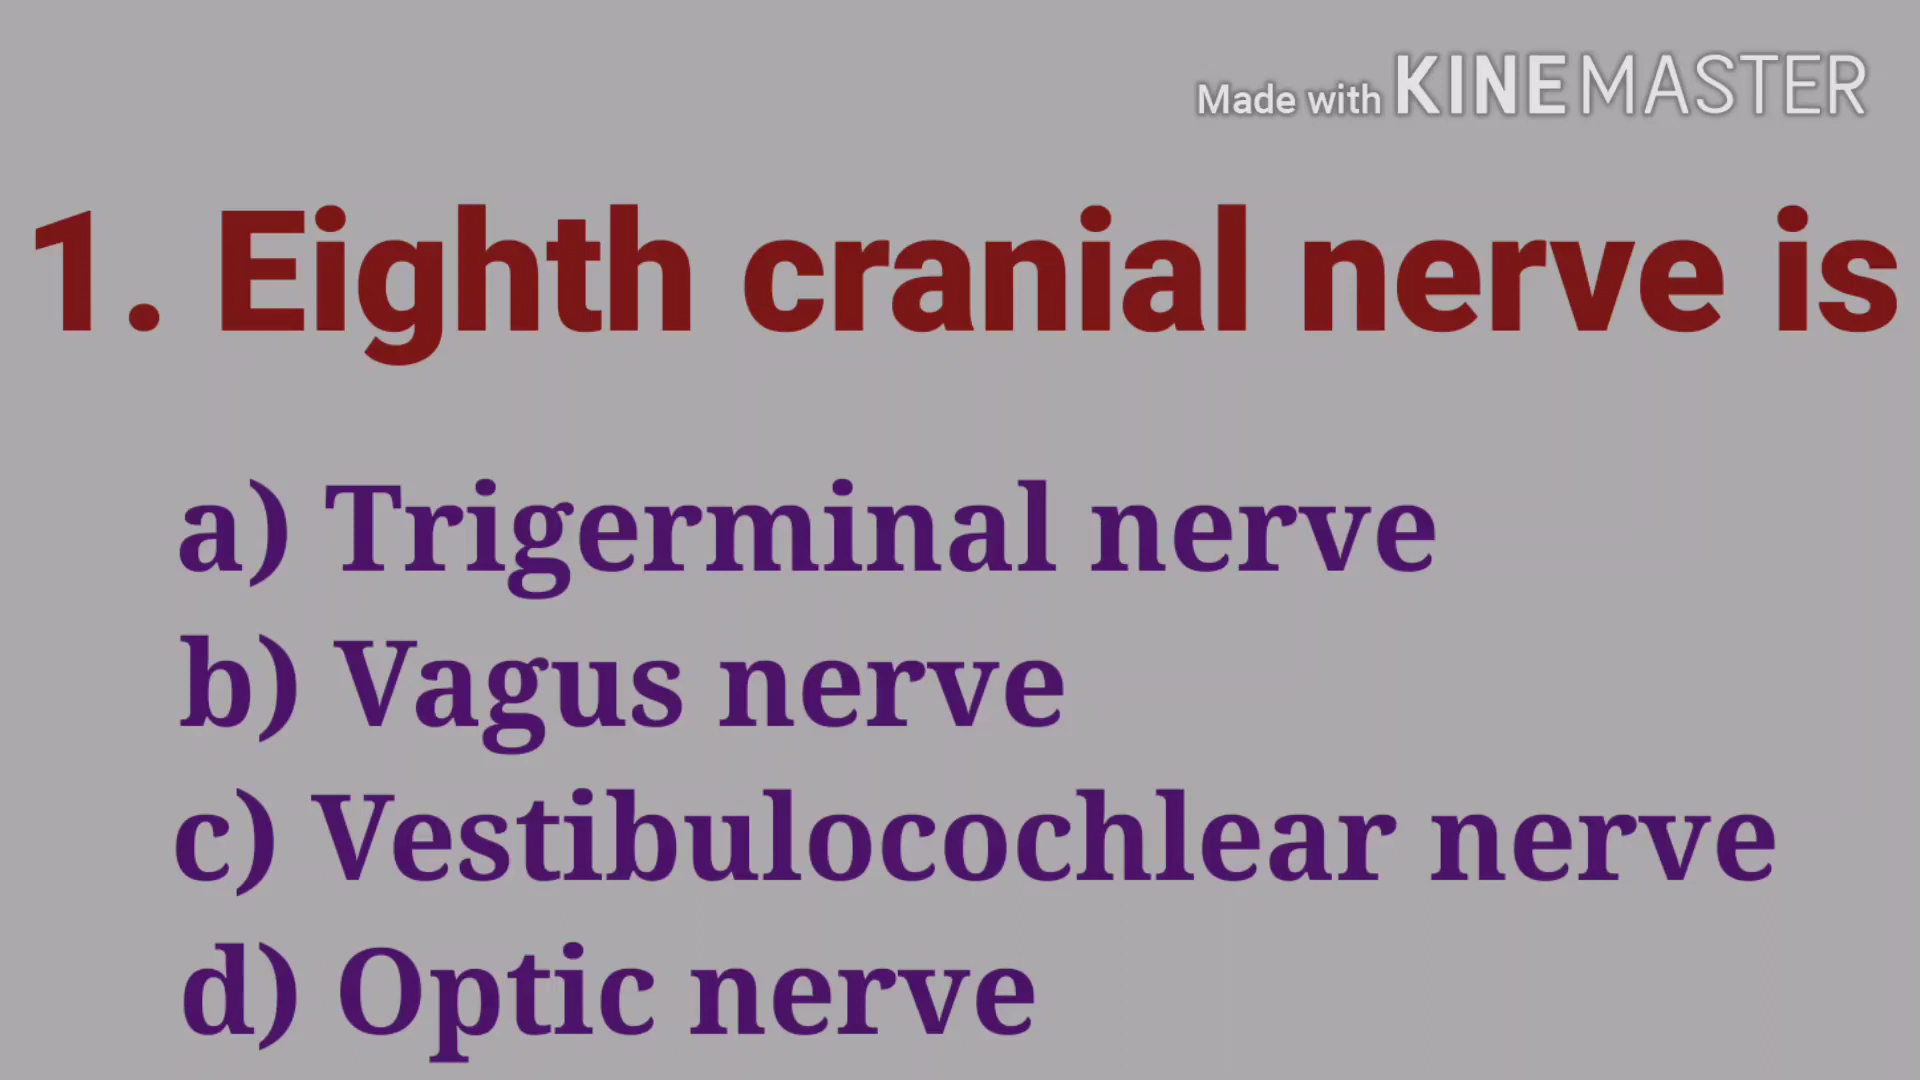 Made with KINEMASTER
1. Eighth cranial nerve is
a) Trigerminal nerve
b) Vagus nerve
c) Vestibulocochlear nerve
d) Optic nerve